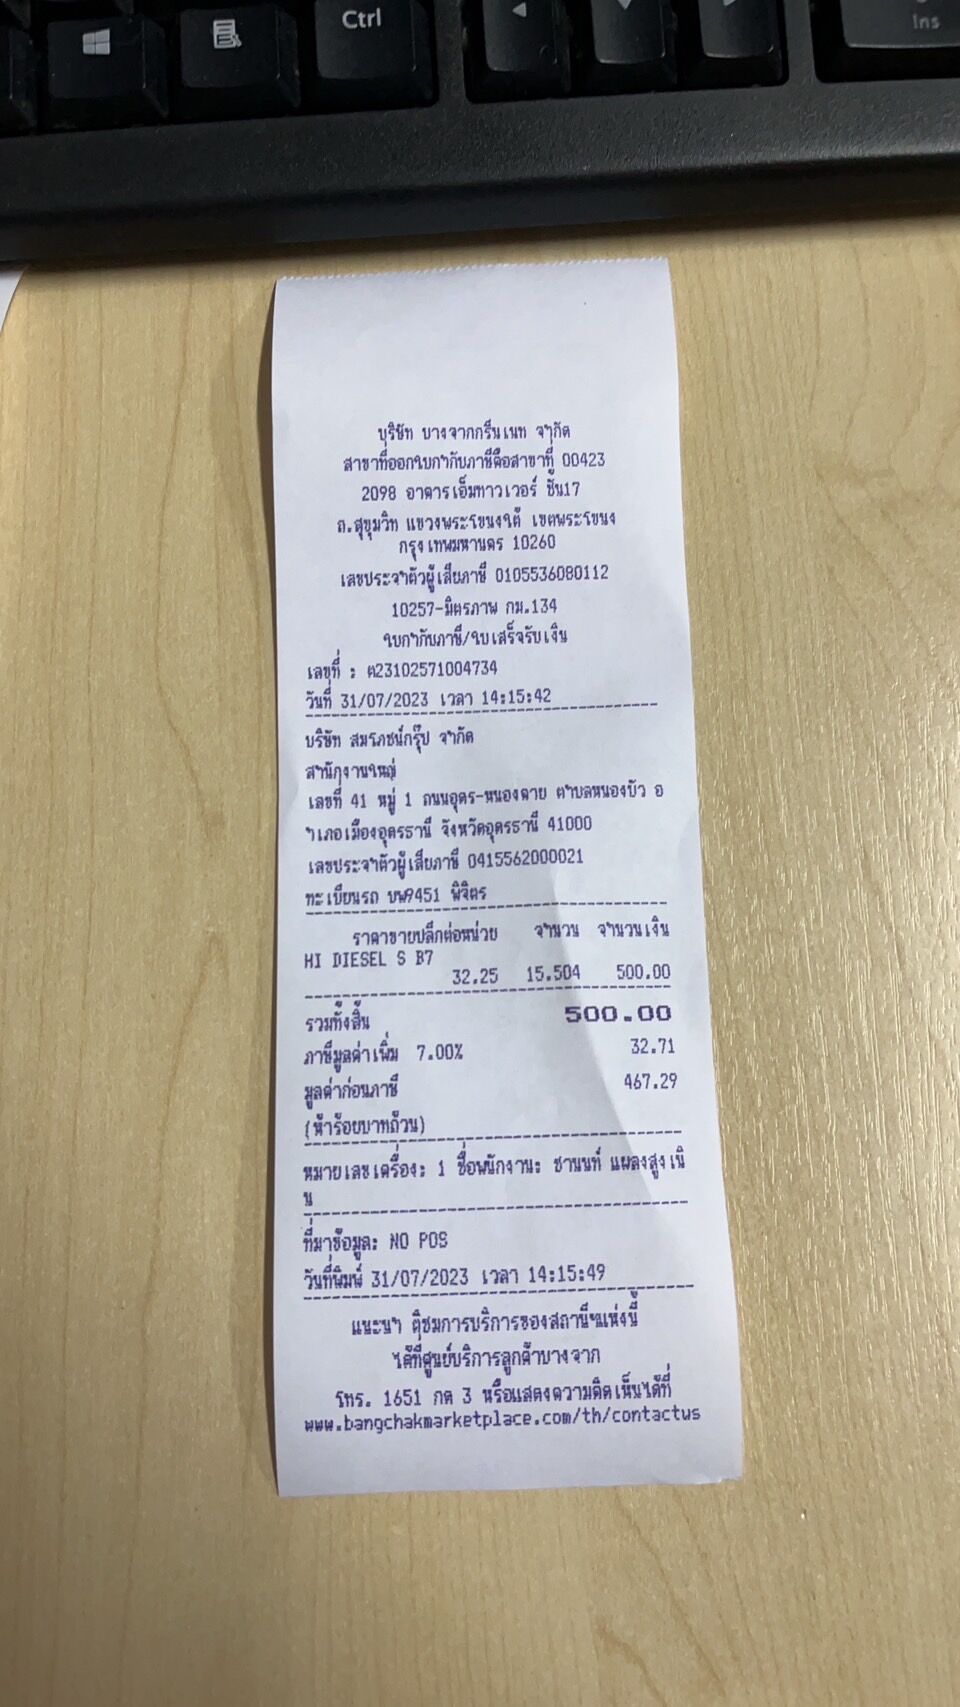 Ctrl
Ins
บริษัท บางจากกรีนเนท จำกัด
สาขาที่ออกใบกำกับภาษีคือสาขาที่ 00423
2098 อาคารเอ็มทาวเวอร์ ชั้น17
ถ.สุขุมวิท แขวงพระโขนงใต้ เขตพระโขนง
กรุงเทพมหานคร 10260
เลขประจำตัวผู้เสียภาษี 0105536080112
10257-มิตรภาพ กม.134
ใบกำกับภาษี/ใบเสร็จรับเงิน
เลขที่ : ต23102571004734
วันที่ 31/07/2023 เวลา 14:15:42
บริษัท สมโภชน์กรุ๊ป จำกัด
สำนักงานใหญ่
เลขที่ 41 หมู่ 1 ถนนอุดร-หนองคาย ตำบลหนองบัว อ
ำเภอเมืองอุดรธานี จังหวัดอุดรธานี 41000
เลขประจำตัวผู้เสียภาษี 0415562000021
ทะเบียนรถ บพ9451 พิจิตร
ราคาขายปลีกต่อหน่วย จำนวน จำนวนเงิน
HI DIESEL S B7
32.25 15.504 500.00
รวมทั้งสิ้น 500.00
ภาษีมูลค่าเพิ่ม 7.00% 32.71
มูลค่าก่อนภาษี 467.29
(ห้าร้อยบาทถ้วน)
หมายเลขเครื่อง: 1 ชื่อพนักงาน: ชานนท์ แผลงสูงเนิ
น
ที่มาข้อมูล: NO POS
วันที่พิมพ์ 31/07/2023 เวลา 14:15:49
แนะนำ ติชมการบริการของสถานีฯแห่งนี้
ได้ที่ศูนย์บริการลูกค้าบางจาก
โทร. 1651 กด 3 หรือแสดงความคิดเห็นได้ที่
www.bangchakmarketplace.com/th/contactus